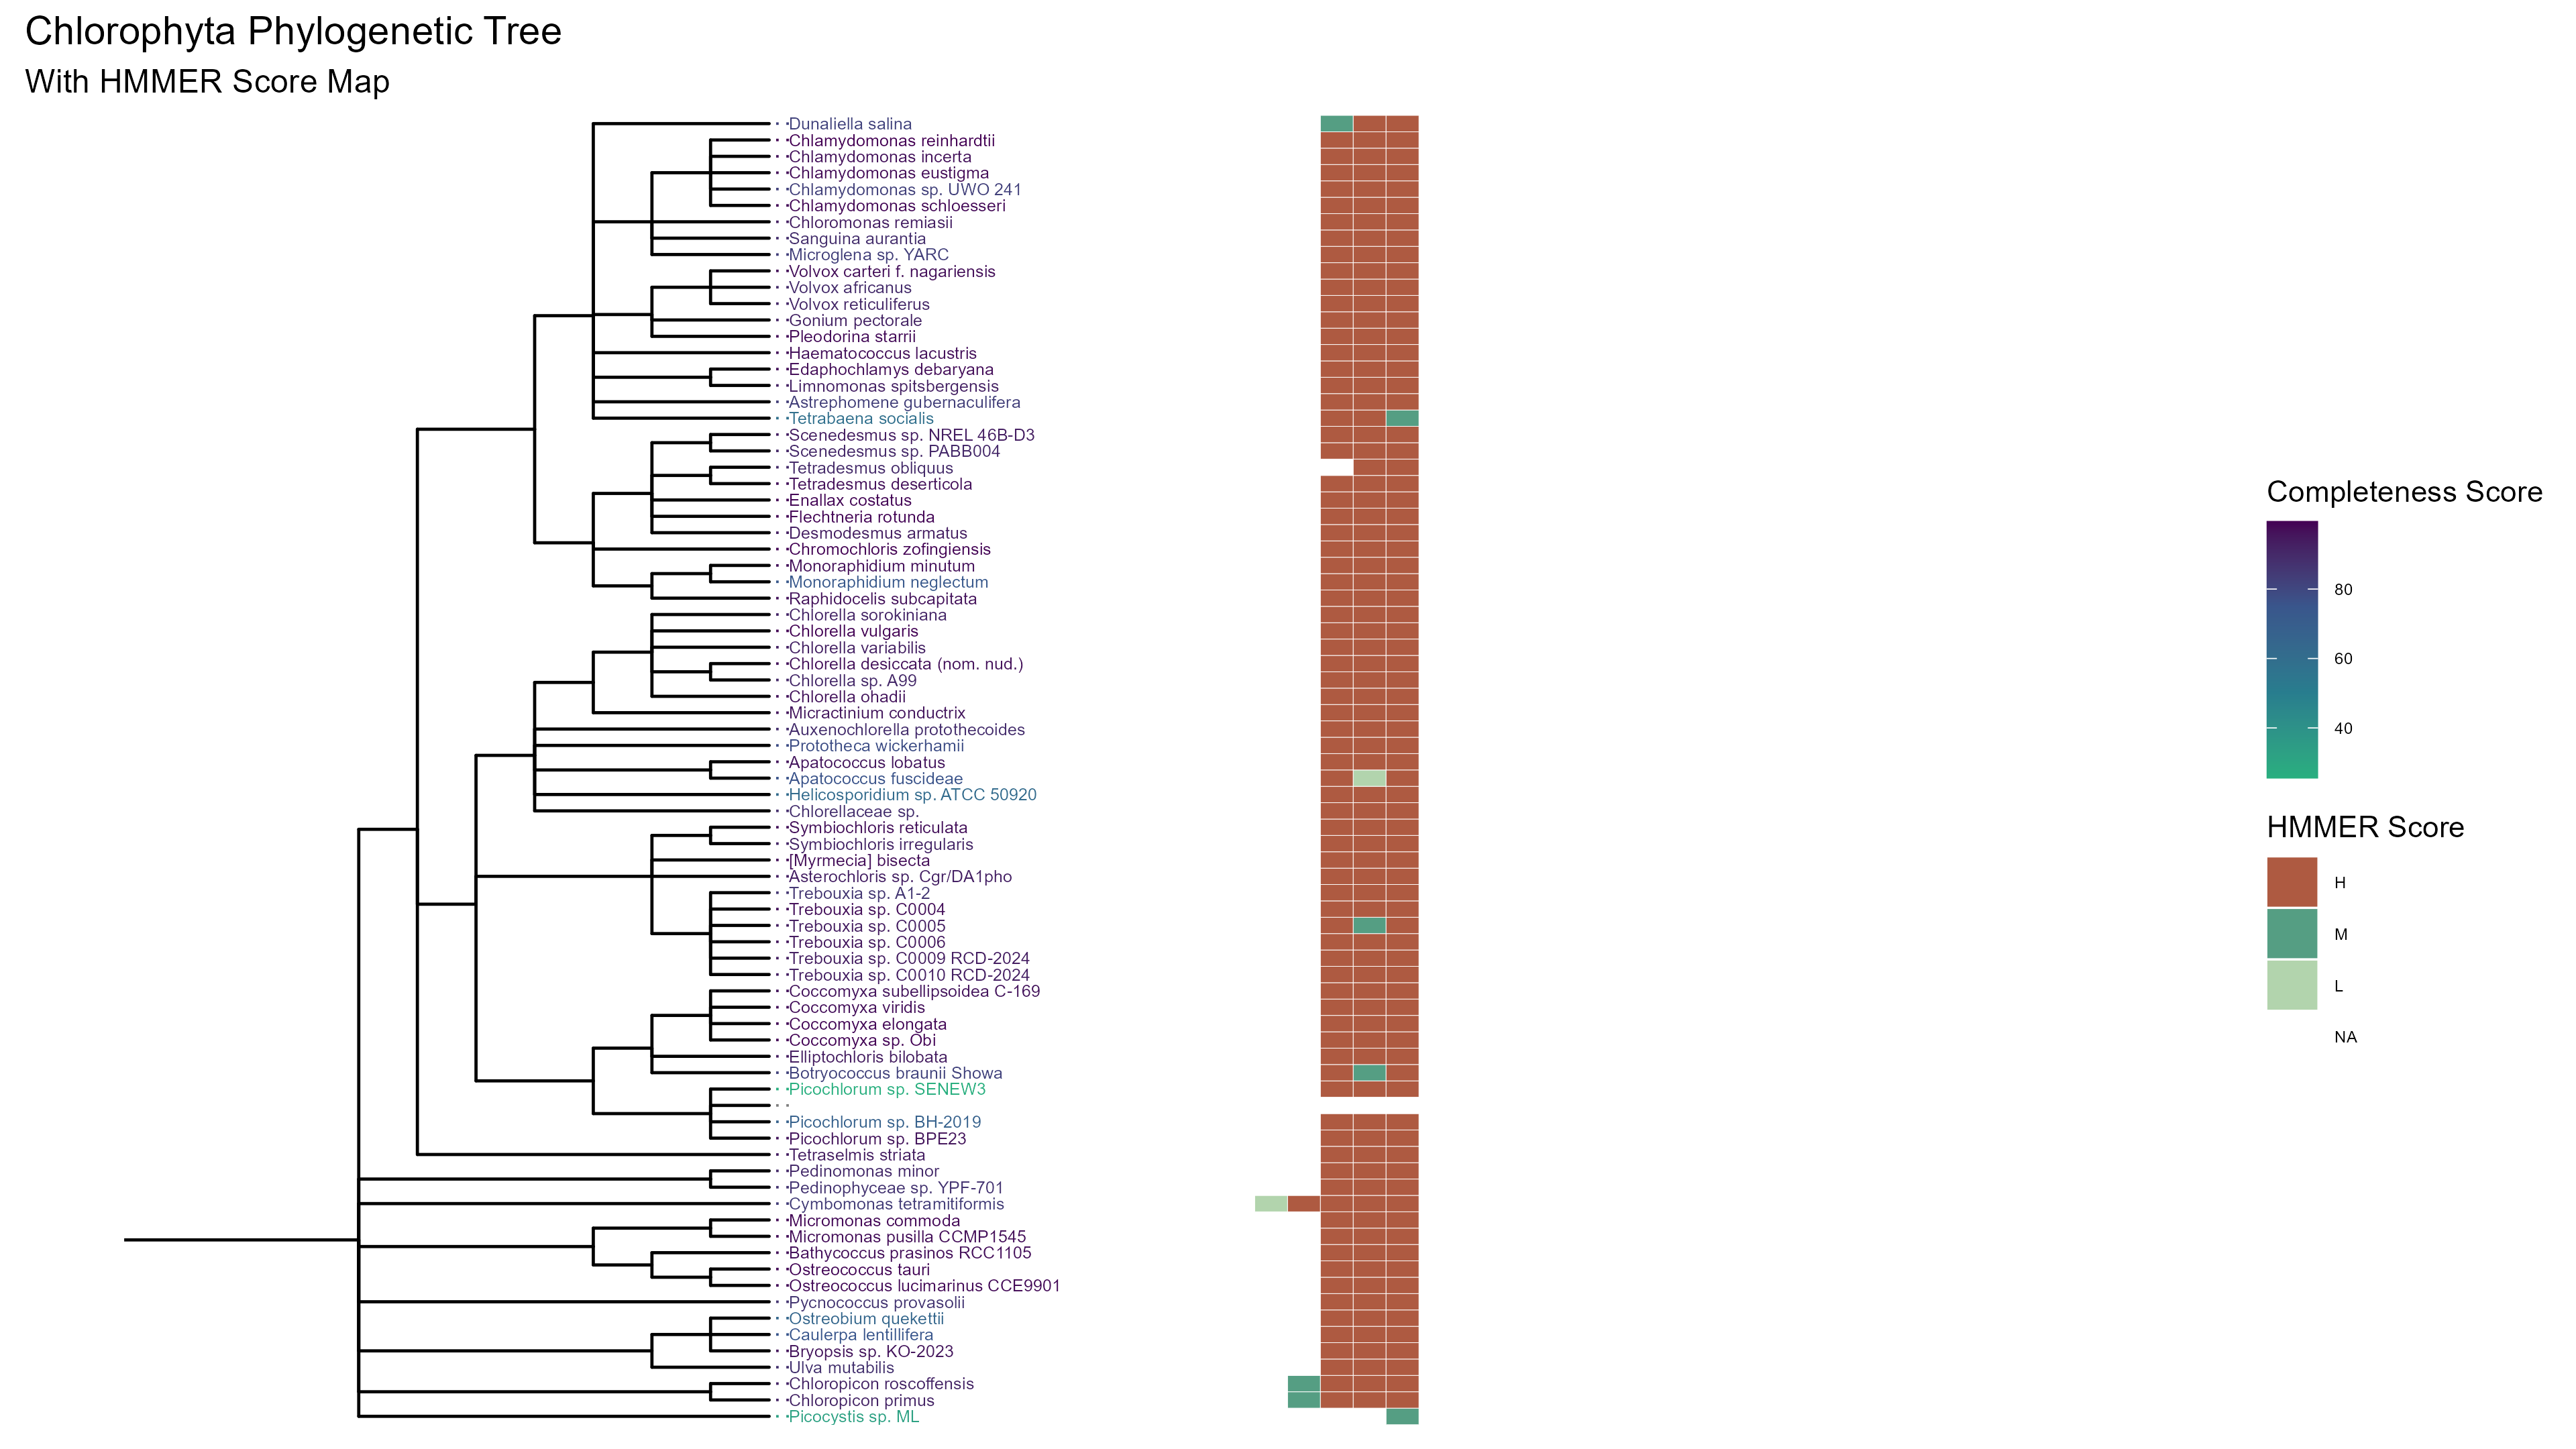 Chlorophyta Phylogenetic Tree
With HMMER Score Map
Dunaliella salina
Chlamydomonas reinhardtii
Chlamydomonas incerta
Chlamydomonas eustigma
Chlamydomonas sp. UWO 241
Chlamydomonas schloesseri
Chloromonas remiasii
Sanguina aurantia
Microglena sp. YARC
Volvox carteri f. nagariensis
Volvox africanus
Volvox reticuliferus
Gonium pectorale
Pleodorina starrii
Haematococcus lacustris
Edaphochlamys debaryana
Limnomonas spitsbergensis
Astrephomene gubernaculifera
Tetrabaena socialis
Scenedesmus sp. NREL 46B-D3
Scenedesmus sp. PABB004
Tetradesmus obliquus
Tetradesmus deserticola
Enallax costatus
Flechtneria rotunda
Desmodesmus armatus
Chromochloris zofingiensis
Monoraphidium minutum
Monoraphidium neglectum
Raphidocelis subcapitata
Chlorella sorokiniana
Chlorella vulgaris
Chlorella variabilis
Chlorella desiccata (nom. nud.)
Chlorella sp. A99
Chlorella ohadii
Micractinium conductrix
Auxenochlorella protothecoides
Prototheca wickerhamii
Apatococcus lobatus
Apatococcus fuscideae
Helicosporidium sp. ATCC 50920
Chlorellaceae sp.
Symbiochloris reticulata
Symbiochloris irregularis
[Myrmecia] bisecta
Asterochloris sp. Cgr/DA1pho
Trebouxia sp. A1-2
Trebouxia sp. C0004
Trebouxia sp. C0005
Trebouxia sp. C0006
Trebouxia sp. C0009 RCD-2024
Trebouxia sp. C0010 RCD-2024
Coccomyxa subellipsoidea C-169
Coccomyxa viridis
Coccomyxa elongata
Coccomyxa sp. Obi
Elliptochloris bilobata
Botryococcus braunii Showa
Picochlorum sp. SENEW3
Picochlorum sp. BH-2019
Picochlorum sp. BPE23
Tetraselmis striata
Pedinomonas minor
Pedinophyceae sp. YPF-701
Cymbomonas tetramitiformis
Micromonas commoda
Micromonas pusilla CCMP1545
Bathycoccus prasinos RCC1105
Ostreococcus tauri
Ostreococcus lucimarinus CCE9901
Pycnococcus provasolii
Ostreobium quekettii
Caulerpa lentillifera
Bryopsis sp. KO-2023
Ulva mutabilis
Chloropicon roscoffensis
Chloropicon primus
Picocystis sp. ML
Completeness Score
80
60
40
HMMER Score
H
M
L
NA